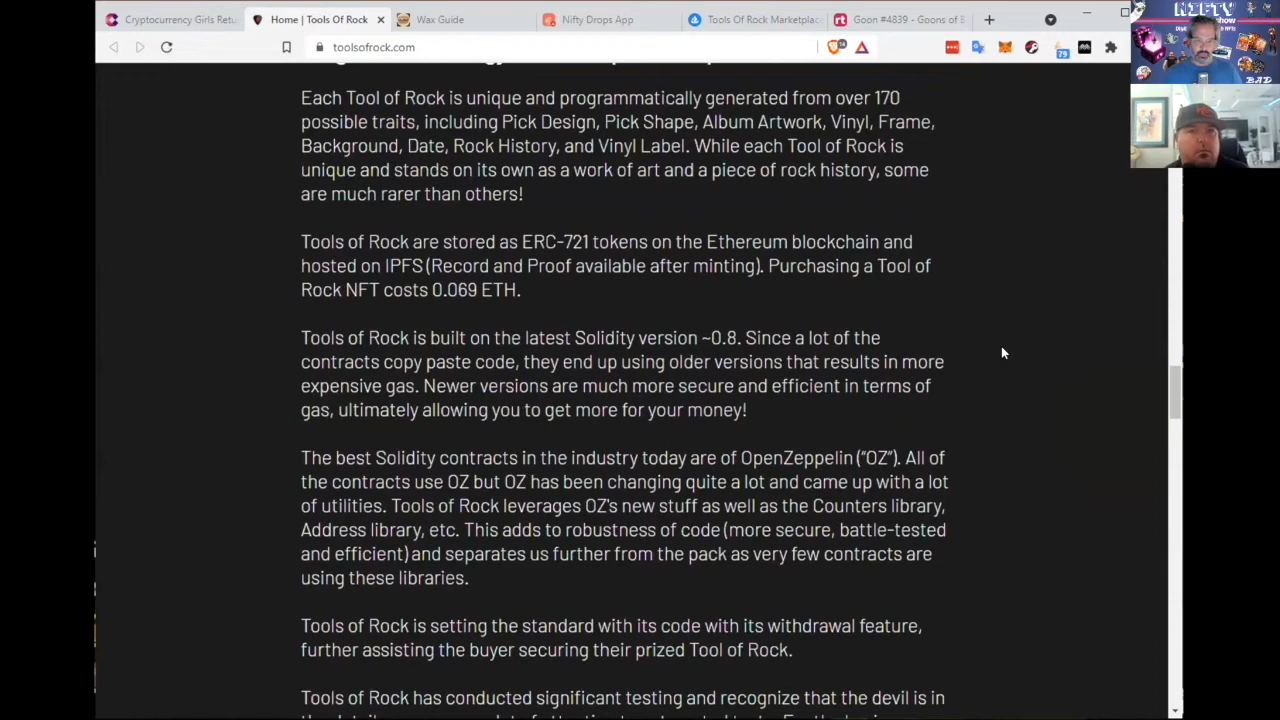 Cryptocurrency Girls Retu
Home | Tools Of Rock
Wax Guide
Nifty Drops App
Tools Of Rock Marketplac
Goon #4839 - Goons of B
toolsofrock.com
16
79
NIFTY
show
BAD
Each Tool of Rock is unique and programmatically generated from over 170
possible traits, including Pick Design, Pick Shape, Album Artwork, Vinyl, Frame,
Background, Date, Rock History, and Vinyl Label. While each Tool of Rock is
unique and stands on its own as a work of art and a piece of rock history, some
are much rarer than others!
Tools of Rock are stored as ERC-721 tokens on the Ethereum blockchain and
hosted on IPFS (Record and Proof available after minting). Purchasing a Tool of
Rock NFT costs 0.069 ETH.
Tools of Rock is built on the latest Solidity version ~0.8. Since a lot of the
contracts copy paste code, they end up using older versions that results in more
expensive gas. Newer versions are much more secure and efficient in terms of
gas, ultimately allowing you to get more for your money!
The best Solidity contracts in the industry today are of OpenZeppelin (“OZ”). All of
the contracts use OZ but OZ has been changing quite a lot and came up with a lot
of utilities. Tools of Rock leverages OZ's new stuff as well as the Counters library,
Address library, etc. This adds to robustness of code (more secure, battle-tested
and efficient) and separates us further from the pack as very few contracts are
using these libraries.
Tools of Rock is setting the standard with its code with its withdrawal feature,
further assisting the buyer securing their prized Tool of Rock.
Tools of Rock has conducted significant testing and recognize that the devil is in